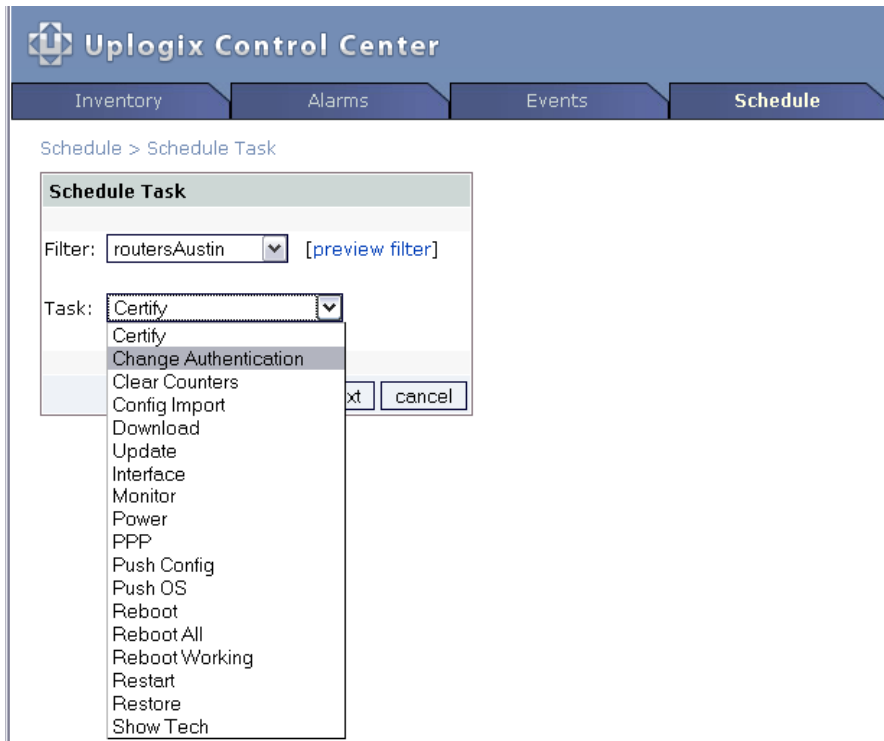 Uplogix Control Center
Inventory Alarms Events Schedule
Schedule > Schedule Task
Schedule Task
Filter: routersAustin [preview filter]
Task: Certify
Certify
Change Authentication
Clear Counters
Config Import
xt cancel
Download
Update
Interface
Monitor
Power
PPP
Push Config
Push OS
Reboot
Reboot All
Reboot Working
Restart
Restore
Show Tech